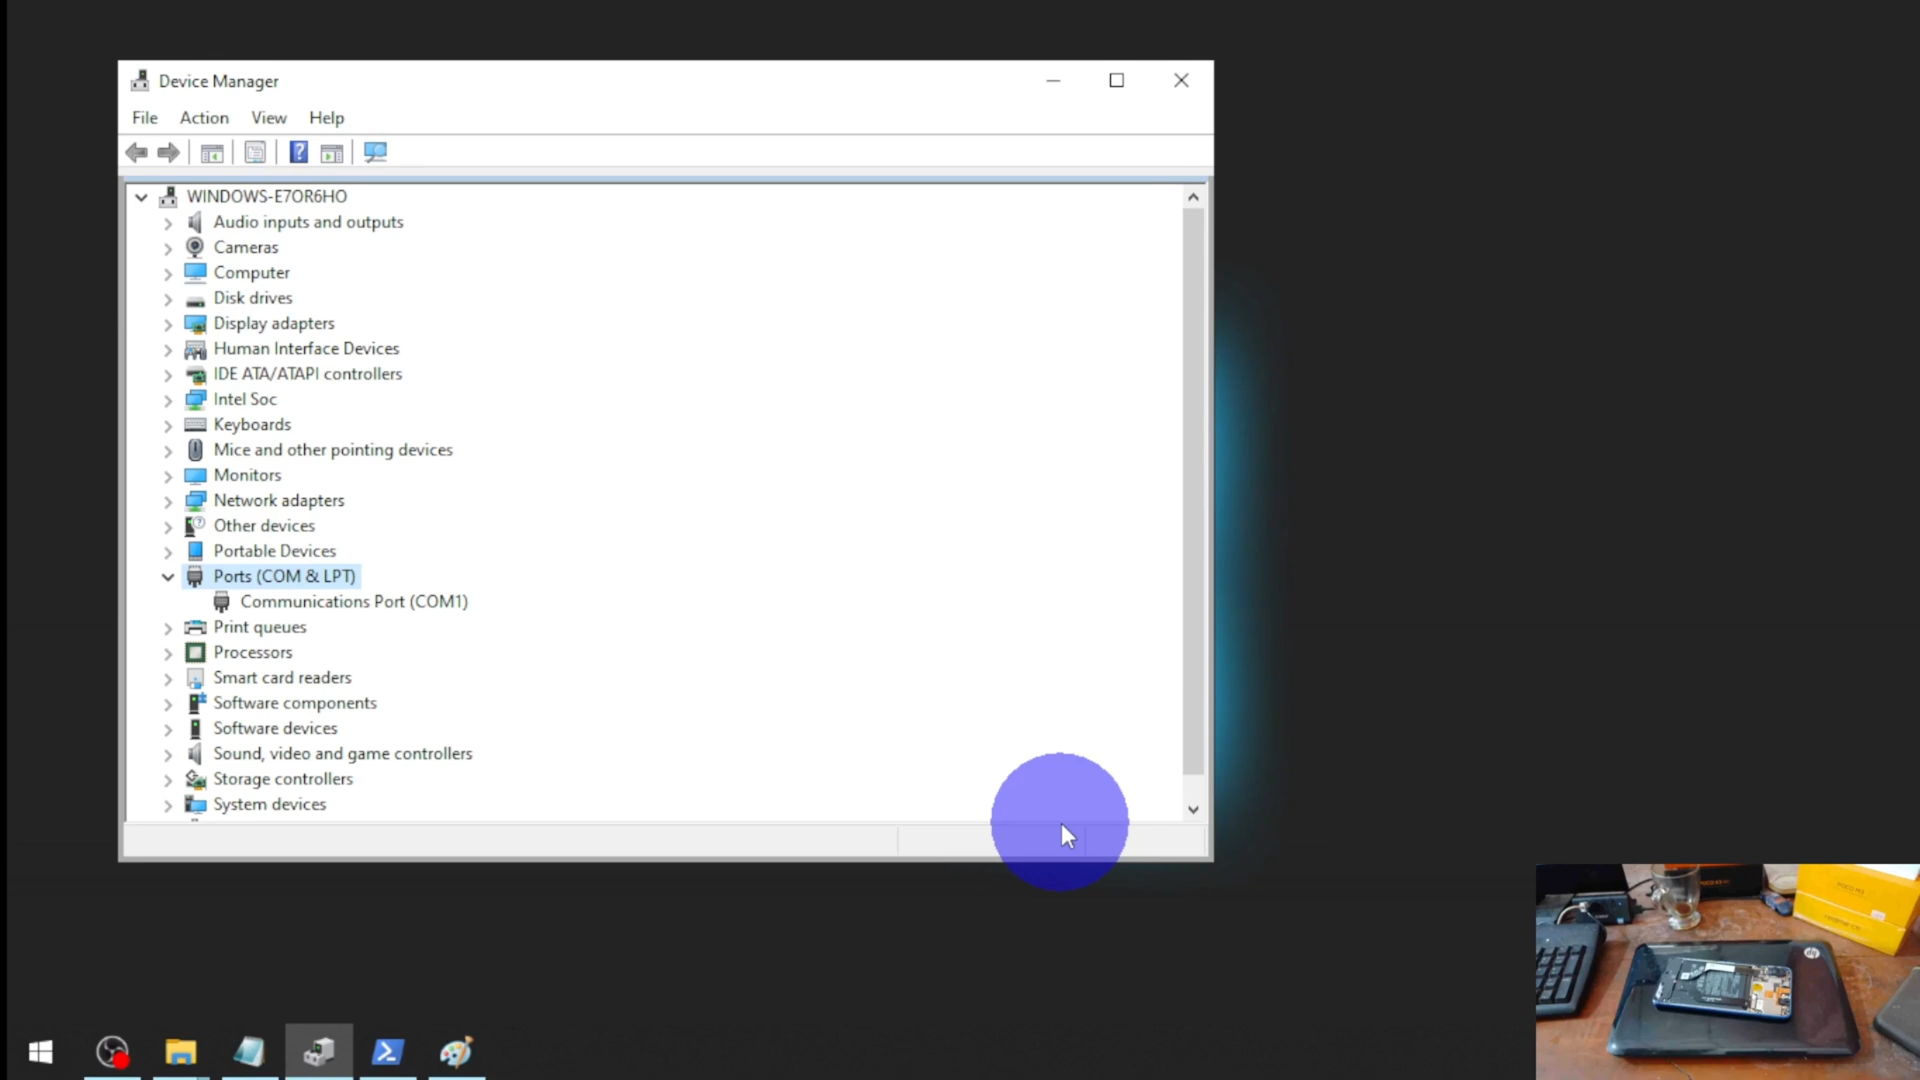 Device Manager
File Action View Help
WINDOWS-E7OR6HO
Audio inputs and outputs
Cameras
Computer
Disk drives
Display adapters
Human Interface Devices
IDE ATA/ATAPI controllers
Intel Soc
Keyboards
Mice and other pointing devices
Monitors
Network adapters
Other devices
Portable Devices
Ports (COM & LPT)
Communications Port (COM1)
Print queues
Processors
Smart card readers
Software components
Software devices
Sound, video and game controllers
Storage controllers
System devices
POCO M3
hp